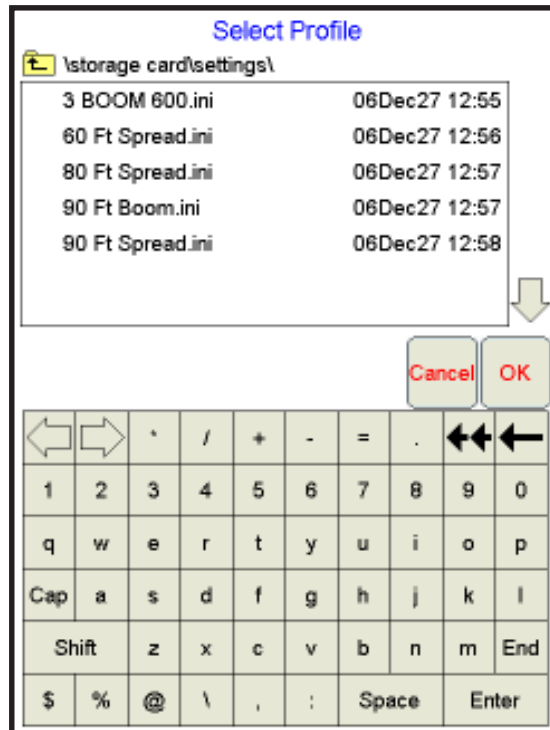 Select Profile
\storage card\settings\
3 BOOM 600.ini 06Dec27 12:55
60 Ft Spread.ini 06Dec27 12:56
80 Ft Spread.ini 06Dec27 12:57
90 Ft Boom.ini 06Dec27 12:57
90 Ft Spread.ini 06Dec27 12:58
Cancel OK
* / + - = .
1 2 3 4 5 6 7 8 9 0
q w e r t y u i o p
Cap a s d f g h j k l
Shift z x c v b n m End
$ % @ \ , : Space Enter